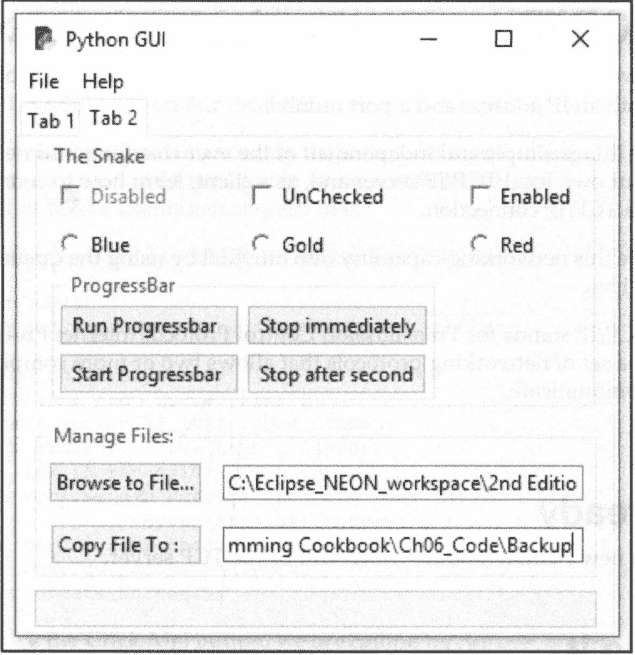 Python GUI
File Help
Tab 1 Tab 2
The Snake
Disabled UnChecked Enabled
Blue Gold Red
ProgressBar
Run Progressbar Stop immediately
Start Progressbar Stop after second
Manage Files:
Browse to File... C:\Eclipse_NEON_workspace\2nd Editio
Copy File To : mming Cookbook\Ch06_Code\Backup